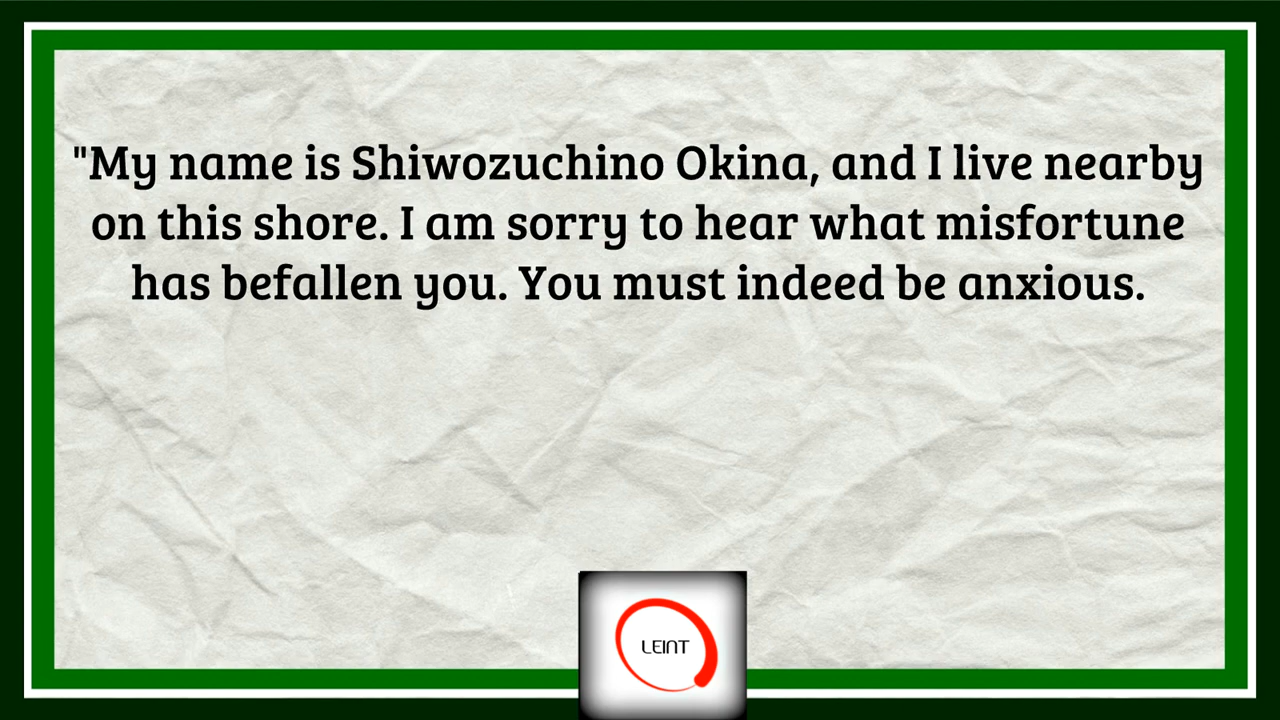 "My name is Shiwozuchino Okina, and I live nearby
on this shore. I am sorry to hear what misfortune
has befallen you. You must indeed be anxious.
LEINT